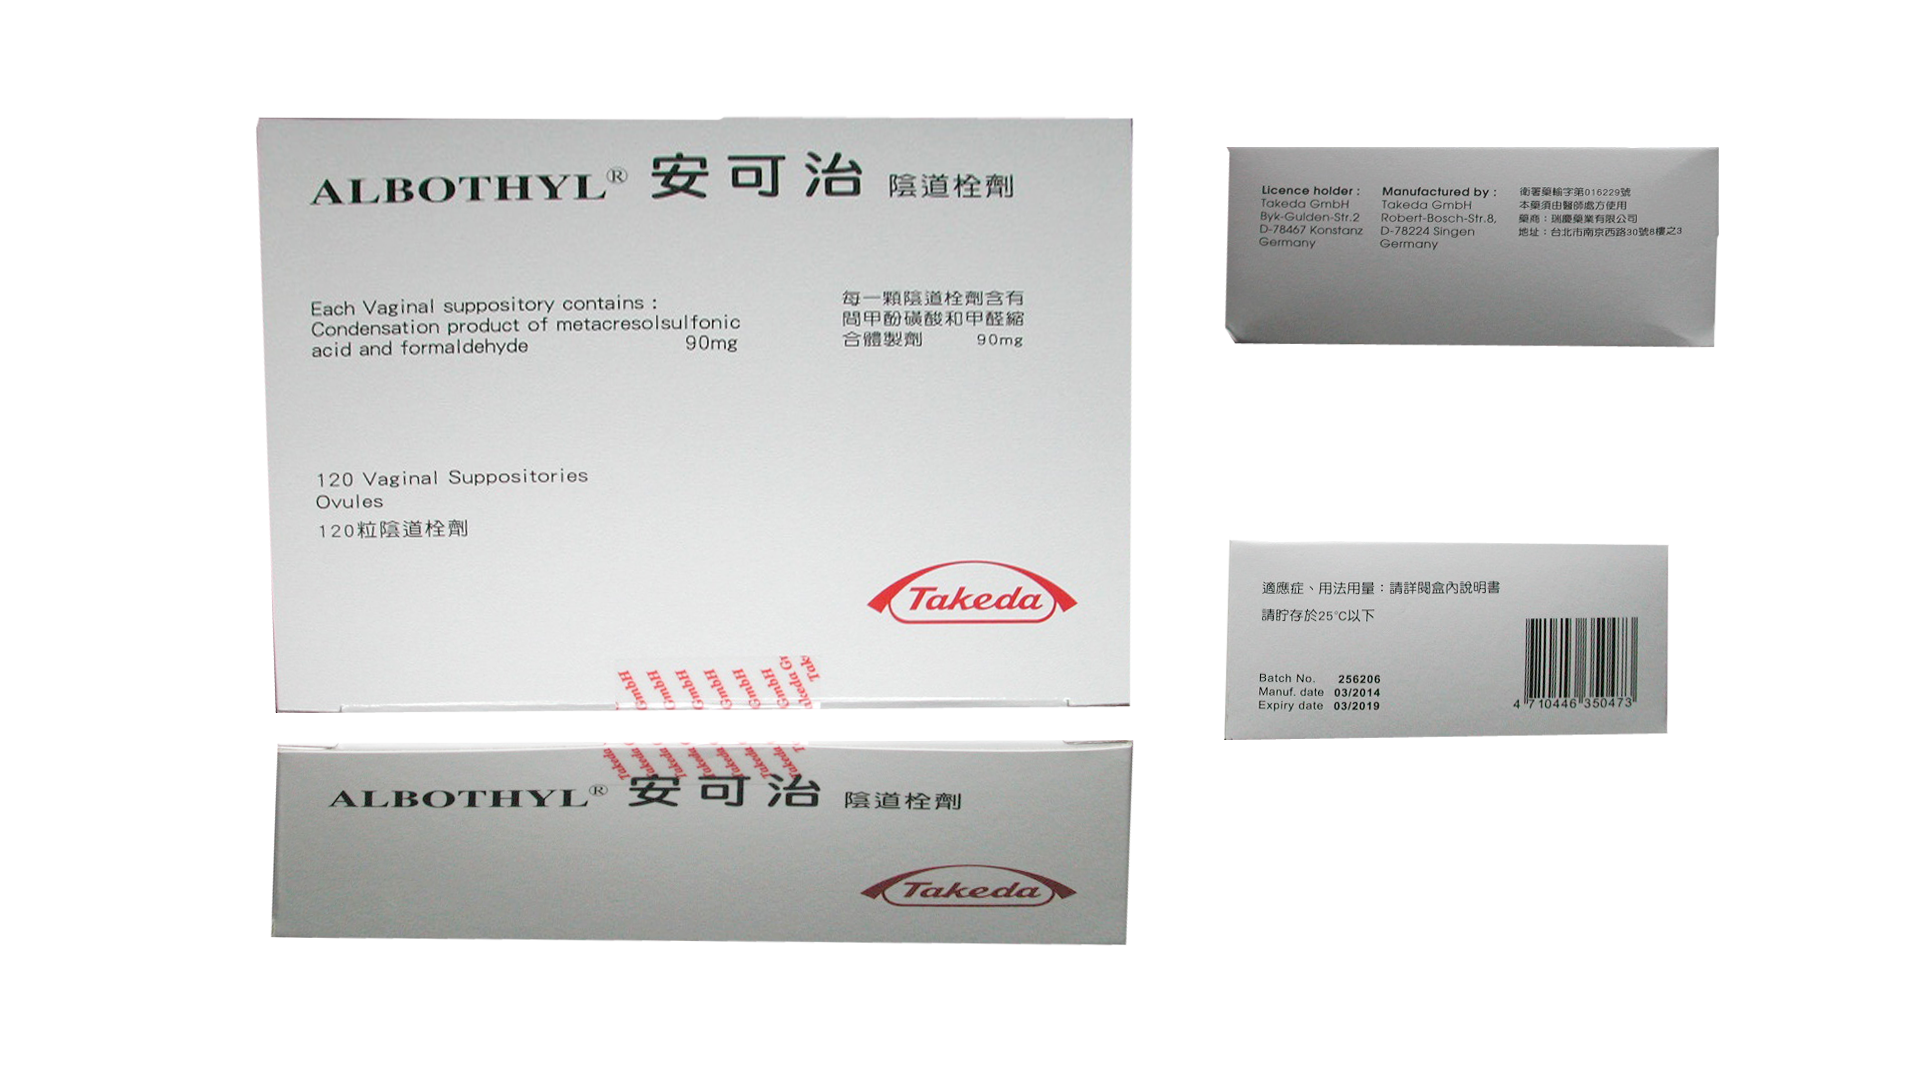 ALBOTHYL® 安可治 陰道栓劑
Each Vaginal suppository contains :
Condensation product of metacresolsulfonic
acid and formaldehyde 90mg
每一顆陰道栓劑含有
間甲酚磺酸和甲醛縮
合體製劑 90mg
120 Vaginal Suppositories
Ovules
120粒陰道栓劑
Takeda
GmbH GmbH GmbH GmbH GmbH GmbH
Takeda Takeda Takeda Takeda Takeda Takeda
ALBOTHYL® 安可治 陰道栓劑
Takeda
Licence holder :
Takeda GmbH
Byk-Gulden-Str.2
D-78467 Konstanz
Germany
Manufactured by :
Takeda GmbH
Robert-Bosch-Str.8,
D-78224 Singen
Germany
衛署藥輸字第016229號
本藥須由醫師處方使用
藥商：瑞慶藥業有限公司
地址：台北市南京西路30號8樓之3
適應症、用法用量：請詳閱盒內說明書
請貯存於25℃以下
Batch No. 256206
Manuf. date 03/2014
Expiry date 03/2019
4 710446 350473